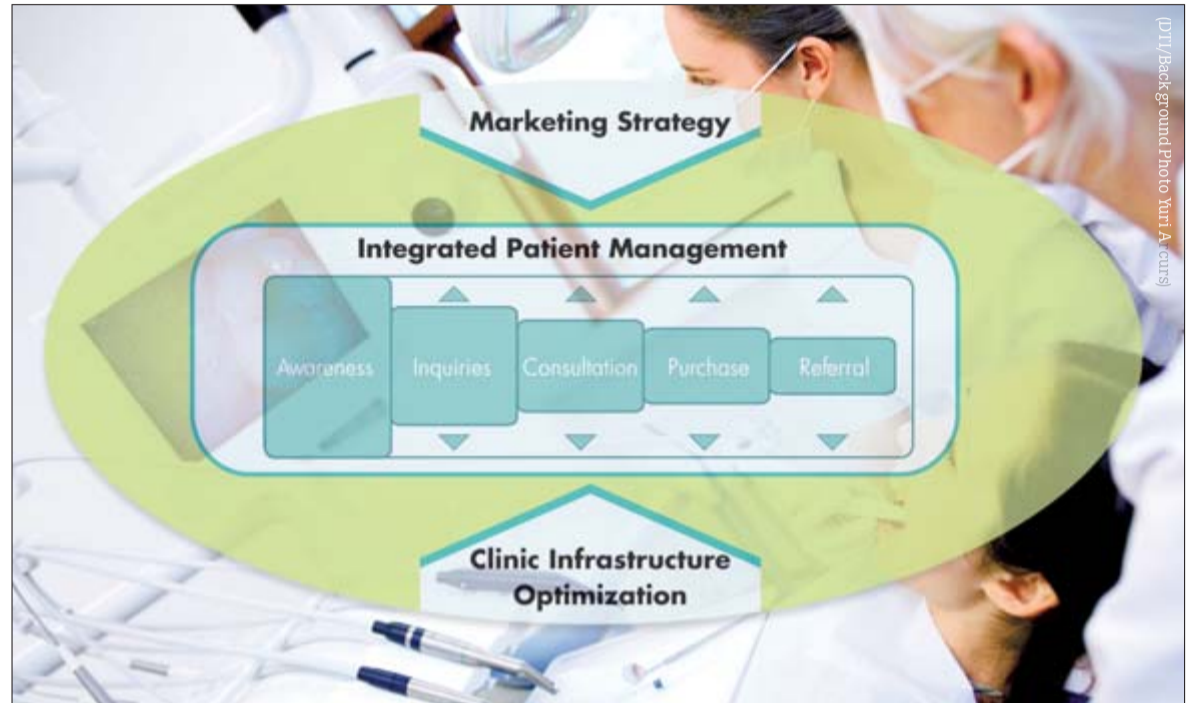 Marketing Strategy
Integrated Patient Management
Awareness
Inquiries
Consultation
Purchase
Referral
Clinic Infrastructure
Optimization
(DTI/Background Photo Yuri Arcurs)